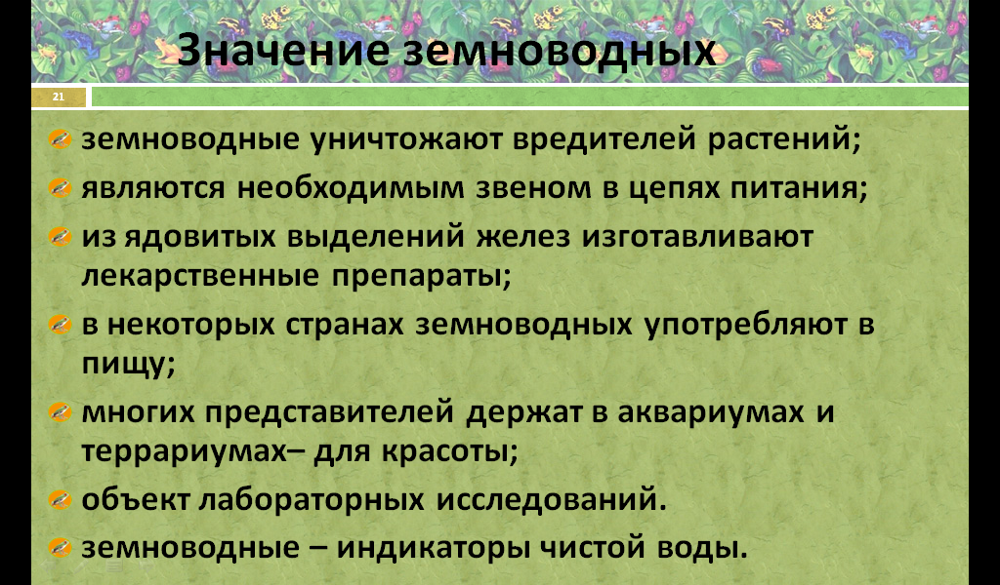 Значение земноводных
21
земноводные уничтожают вредителей растений;
являются необходимым звеном в цепях питания;
из ядовитых выделений желез изготавливают
лекарственные препараты;
в некоторых странах земноводных употребляют в
пищу;
многих представителей держат в аквариумах и
террариумах– для красоты;
объект лабораторных исследований.
земноводные – индикаторы чистой воды.